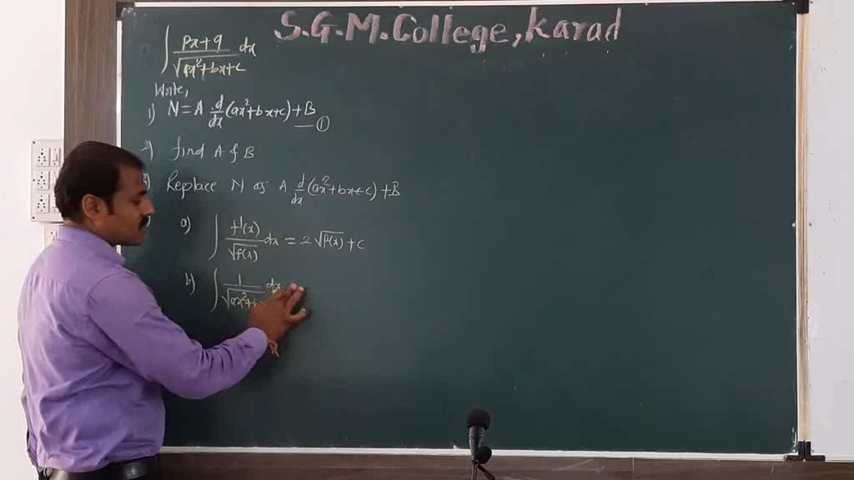 S.G.M. College, Karad
∫ px+q / √ax²+bx+c dx
Write,
1) N = A d/dx (ax²+bx+c) + B
— ①
2) find A & B
3) Replace N as A d/dx (ax²+bx+c) + B
a) ∫ f'(x) / √f(x) dx = 2√f(x) + c
b) ∫ 1 / √ax²+b dx